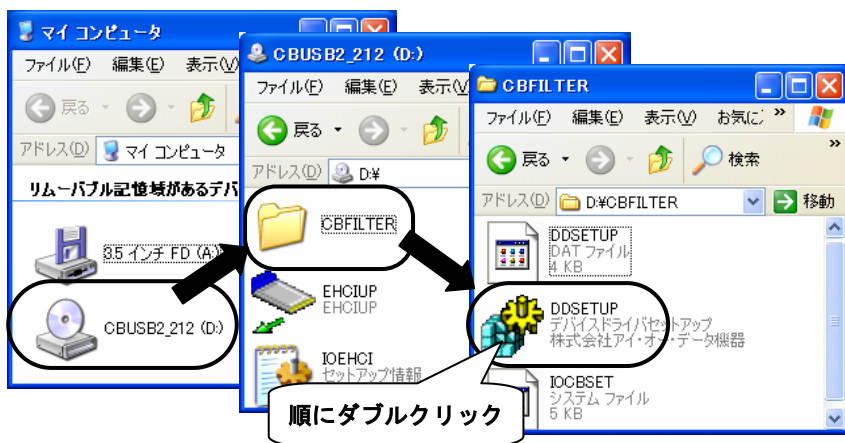 マイ コンピュータ
ファイル(F) 編集(E) 表示(V)
戻る
アドレス(D) マイ コンピュータ
リムーバブル記憶域があるデバ
3.5 インチ FD (A:)
CBUSB2_212 (D:)
CBUSB2_212 (D:)
ファイル(F) 編集(E) 表示(V)
戻る
アドレス(D) D:¥
CBFILTER
EHCIUP
EHCIUP
IOEHCI
セットアップ情報
CBFILTER
ファイル(F) 編集(E) 表示(V) お気に »
戻る 検索 »
アドレス(D) D:¥CBFILTER 移動
DDSETUP
DAT ファイル
4 KB
DDSETUP
デバイスドライバセットアップ
株式会社アイ・オー・データ機器
IOCBSET
システム ファイル
5 KB
順にダブルクリック